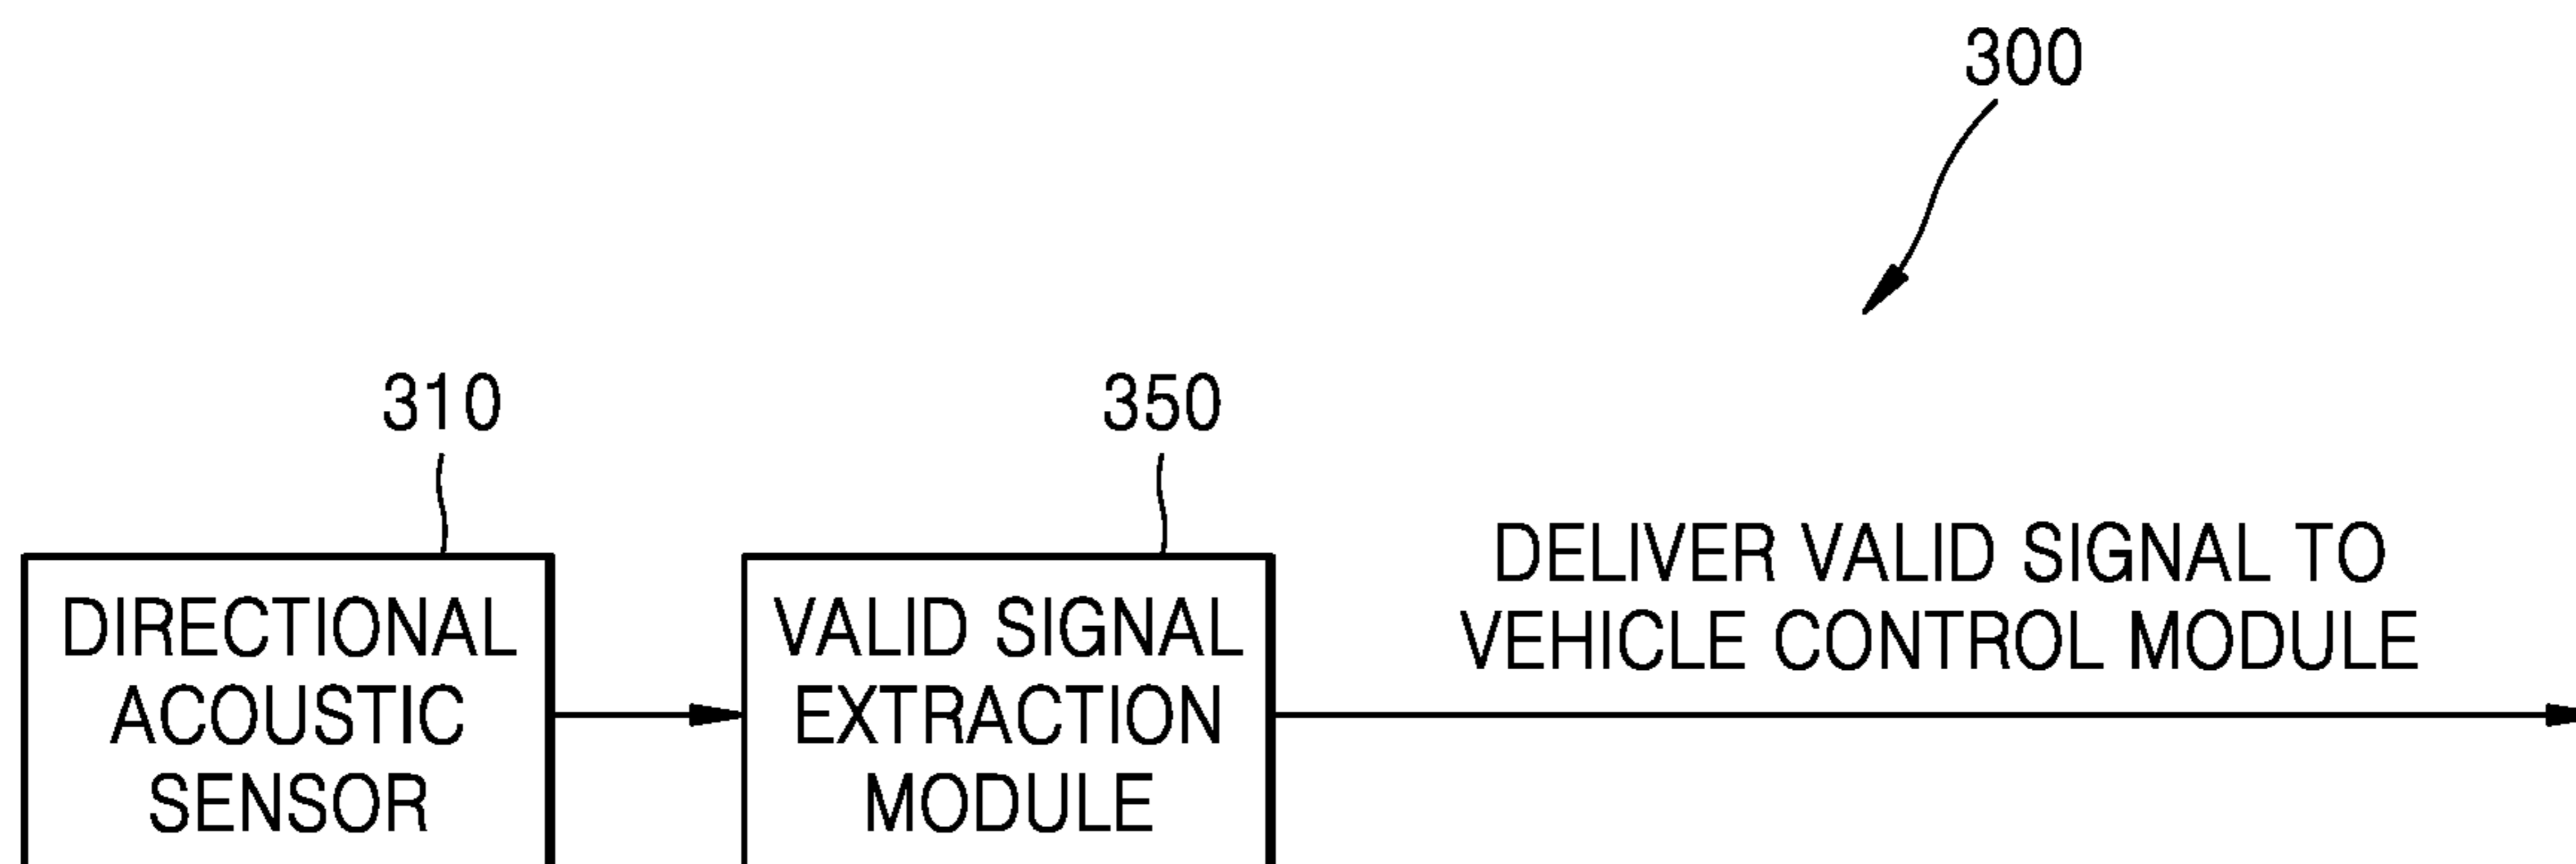 300
310
350
DIRECTIONAL
ACOUSTIC
SENSOR
VALID SIGNAL
EXTRACTION
MODULE
DELIVER VALID SIGNAL TO
VEHICLE CONTROL MODULE